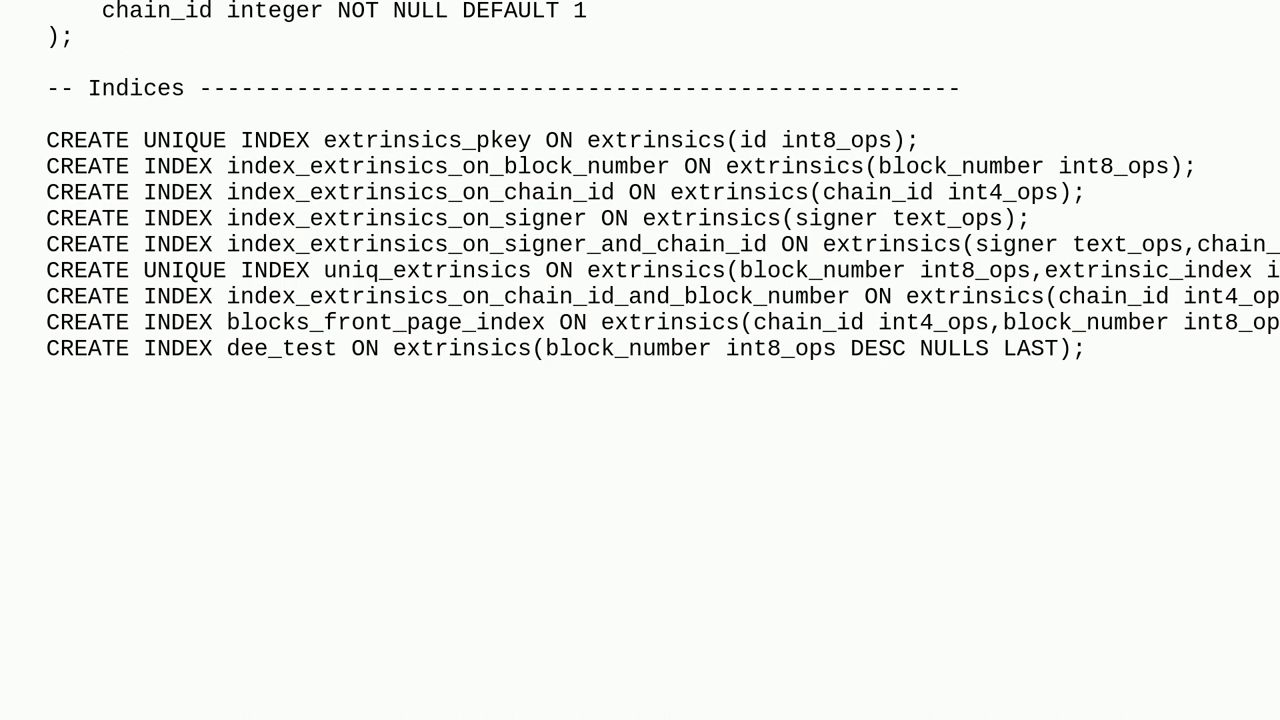 chain_id integer NOT NULL DEFAULT 1
);
-- Indices -------------------------------------------------------
CREATE UNIQUE INDEX extrinsics_pkey ON extrinsics(id int8_ops);
CREATE INDEX index_extrinsics_on_block_number ON extrinsics(block_number int8_ops);
CREATE INDEX index_extrinsics_on_chain_id ON extrinsics(chain_id int4_ops);
CREATE INDEX index_extrinsics_on_signer ON extrinsics(signer text_ops);
CREATE INDEX index_extrinsics_on_signer_and_chain_id ON extrinsics(signer text_ops,chain_
CREATE UNIQUE INDEX uniq_extrinsics ON extrinsics(block_number int8_ops,extrinsic_index i
CREATE INDEX index_extrinsics_on_chain_id_and_block_number ON extrinsics(chain_id int4_op
CREATE INDEX blocks_front_page_index ON extrinsics(chain_id int4_ops,block_number int8_op
CREATE INDEX dee_test ON extrinsics(block_number int8_ops DESC NULLS LAST);